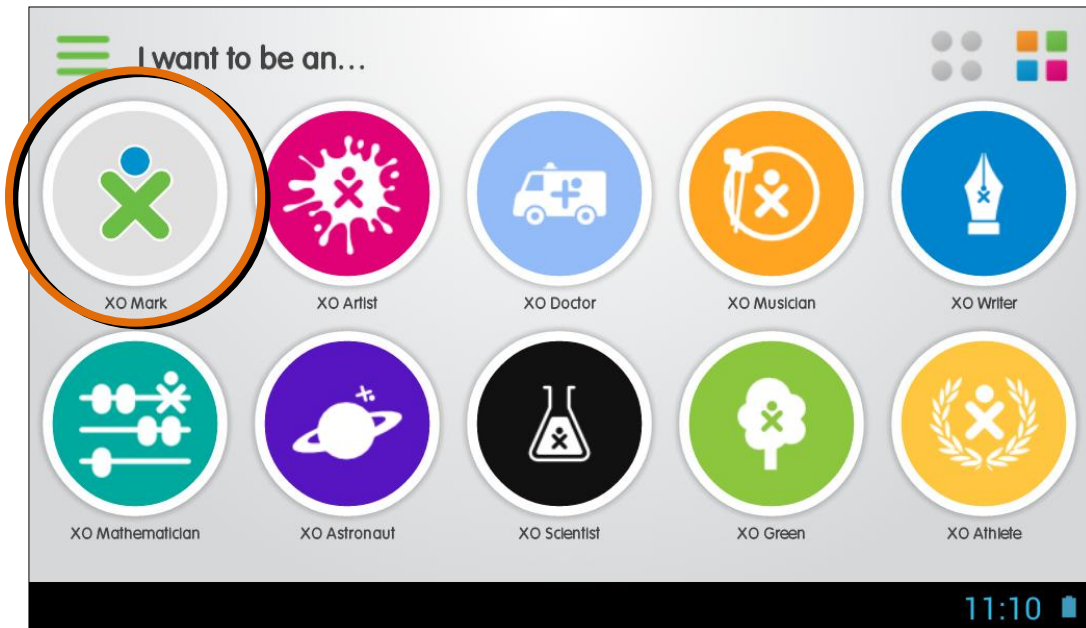 I want to be an...
XO Mark
XO Artist
XO Doctor
XO Musician
XO Writer
XO Mathematician
XO Astronaut
XO Scientist
XO Green
XO Athlete
11:10